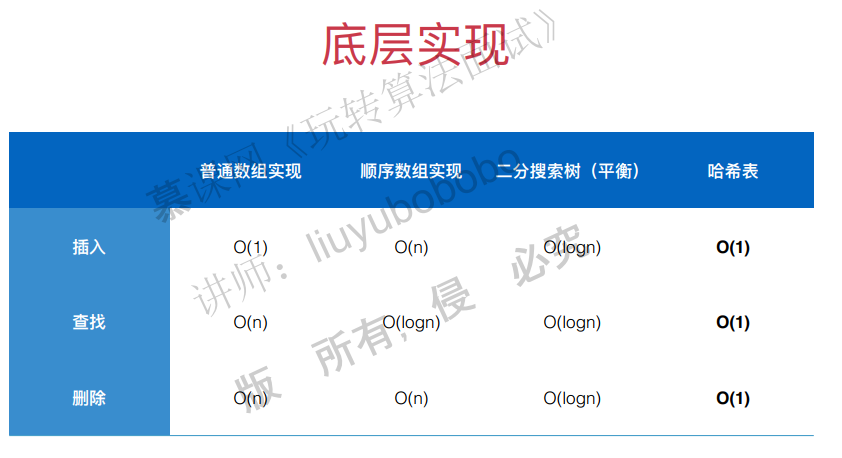 底层实现
普通数组实现 顺序数组实现 二分搜索树（平衡） 哈希表
插入 O(1) O(n) O(logn) O(1)
查找 O(n) O(logn) O(logn) O(1)
删除 O(n) O(n) O(logn) O(1)
慕课网《玩转算法面试》
讲师：liuyubobobo
版 所有，侵 必究